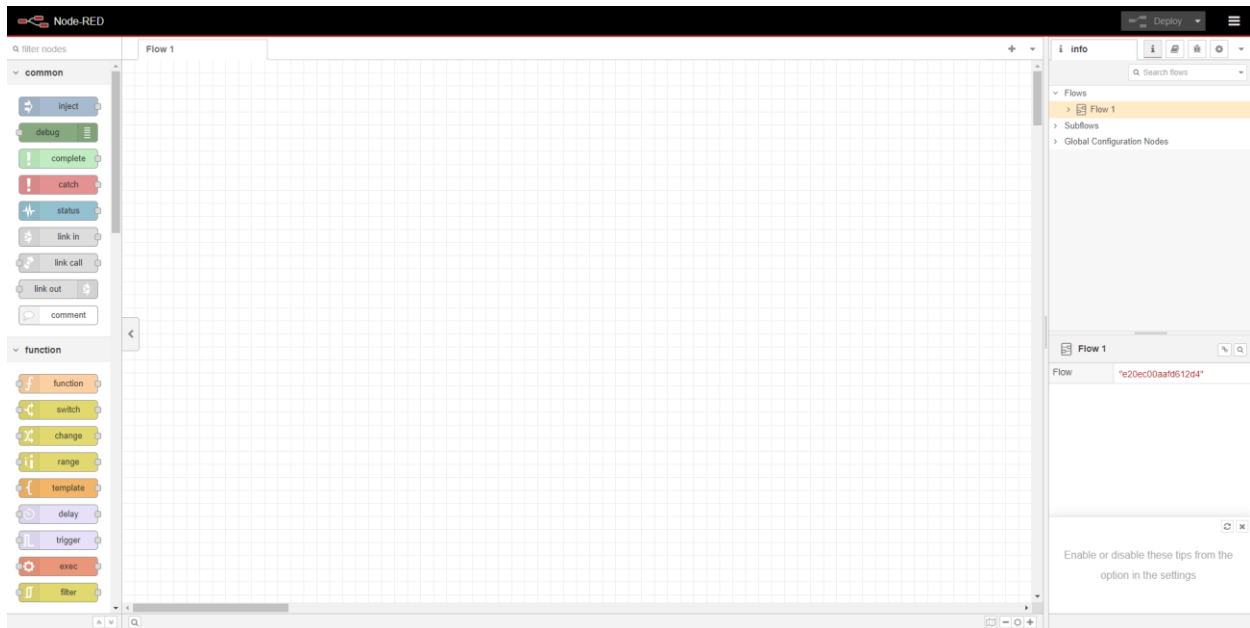 Node-RED
Deploy
filter nodes
Flow 1
info
i
common
Search flows
inject
Flows
Flow 1
debug
Subflows
Global Configuration Nodes
complete
catch
status
link in
link call
link out
comment
function
Flow 1
Flow "e20ec00aafd612d4"
function
switch
change
range
template
delay
trigger
exec
filter
Enable or disable these tips from the
option in the settings